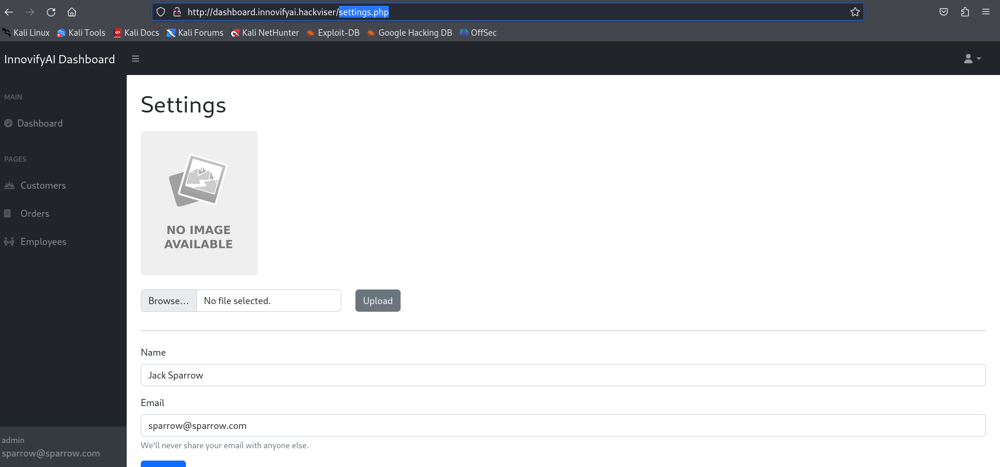 http://dashboard.innovifyai.hackviser/settings.php
Kali Linux Kali Tools Kali Docs Kali Forums Kali NetHunter Exploit-DB Google Hacking DB OffSec
InnovifyAI Dashboard
MAIN
Dashboard
PAGES
Customers
Orders
Employees
admin
sparrow@sparrow.com
Settings
NO IMAGE
AVAILABLE
Browse... No file selected. Upload
Name
Jack Sparrow
Email
sparrow@sparrow.com
We'll never share your email with anyone else.